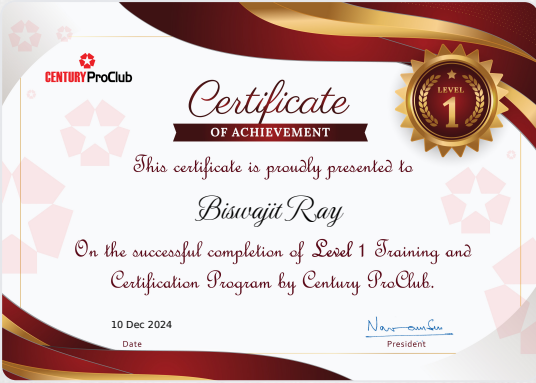 CENTURY ProClub
LEVEL
1
Certificate
OF ACHIEVEMENT
This certificate is proudly presented to
Biswajit Ray
On the successful completion of Level 1 Training and
Certification Program by Century ProClub.
10 Dec 2024
Date
President